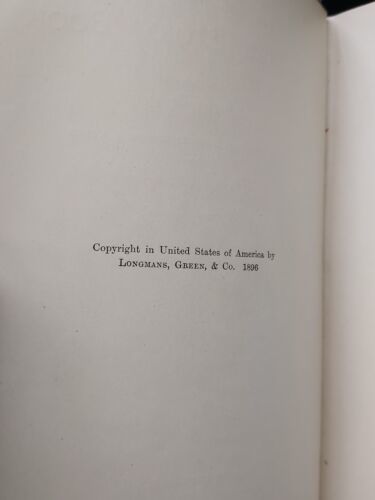 Copyright in United States of America by
LONGMANS, GREEN, & Co. 1896